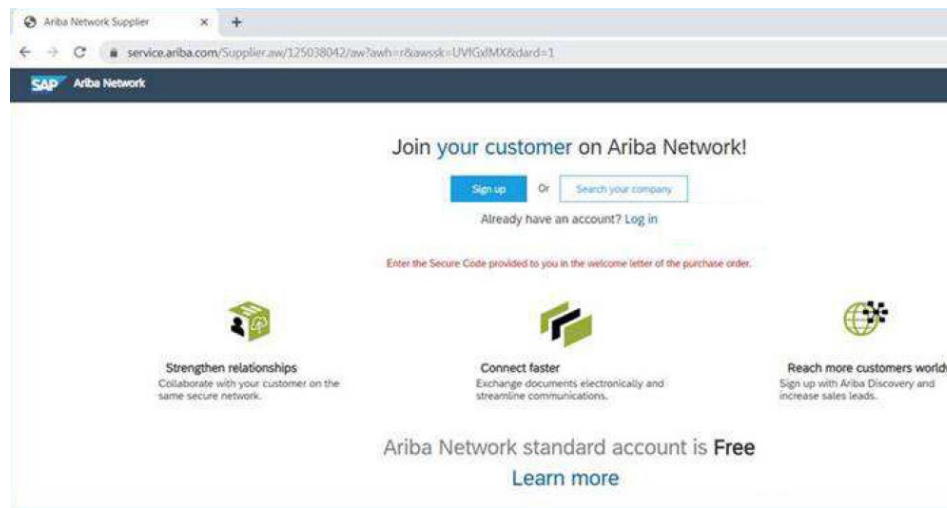 Ariba Network Supplier
service.ariba.com/Supplier.aw/125038042/aw?awh=r&awssk=UVfGxlMX&dard=1
SAP Ariba Network
Join your customer on Ariba Network!
Sign up Or Search your company
Already have an account? Log in
Enter the Secure Code provided to you in the welcome letter of the purchase order.
Strengthen relationships
Collaborate with your customer on the
same secure network.
Connect faster
Exchange documents electronically and
streamline communications.
Reach more customers world
Sign up with Ariba Discovery and
increase sales leads.
Ariba Network standard account is Free
Learn more